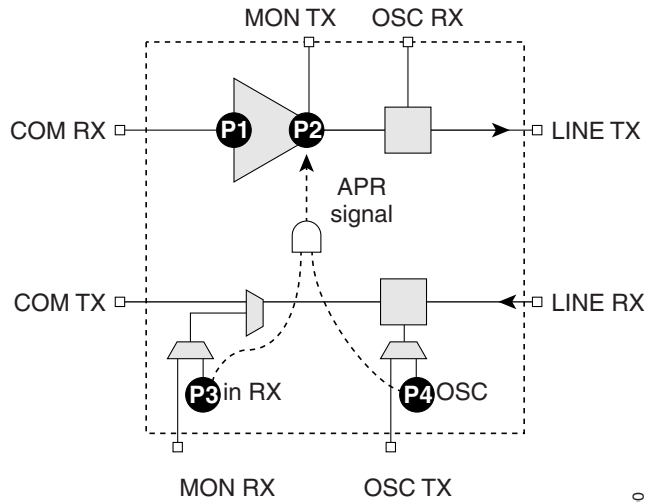 MON TX OSC RX
COM RX P1 P2 LINE TX
APR
signal
COM TX LINE RX
P3 in RX P4 OSC
MON RX OSC TX